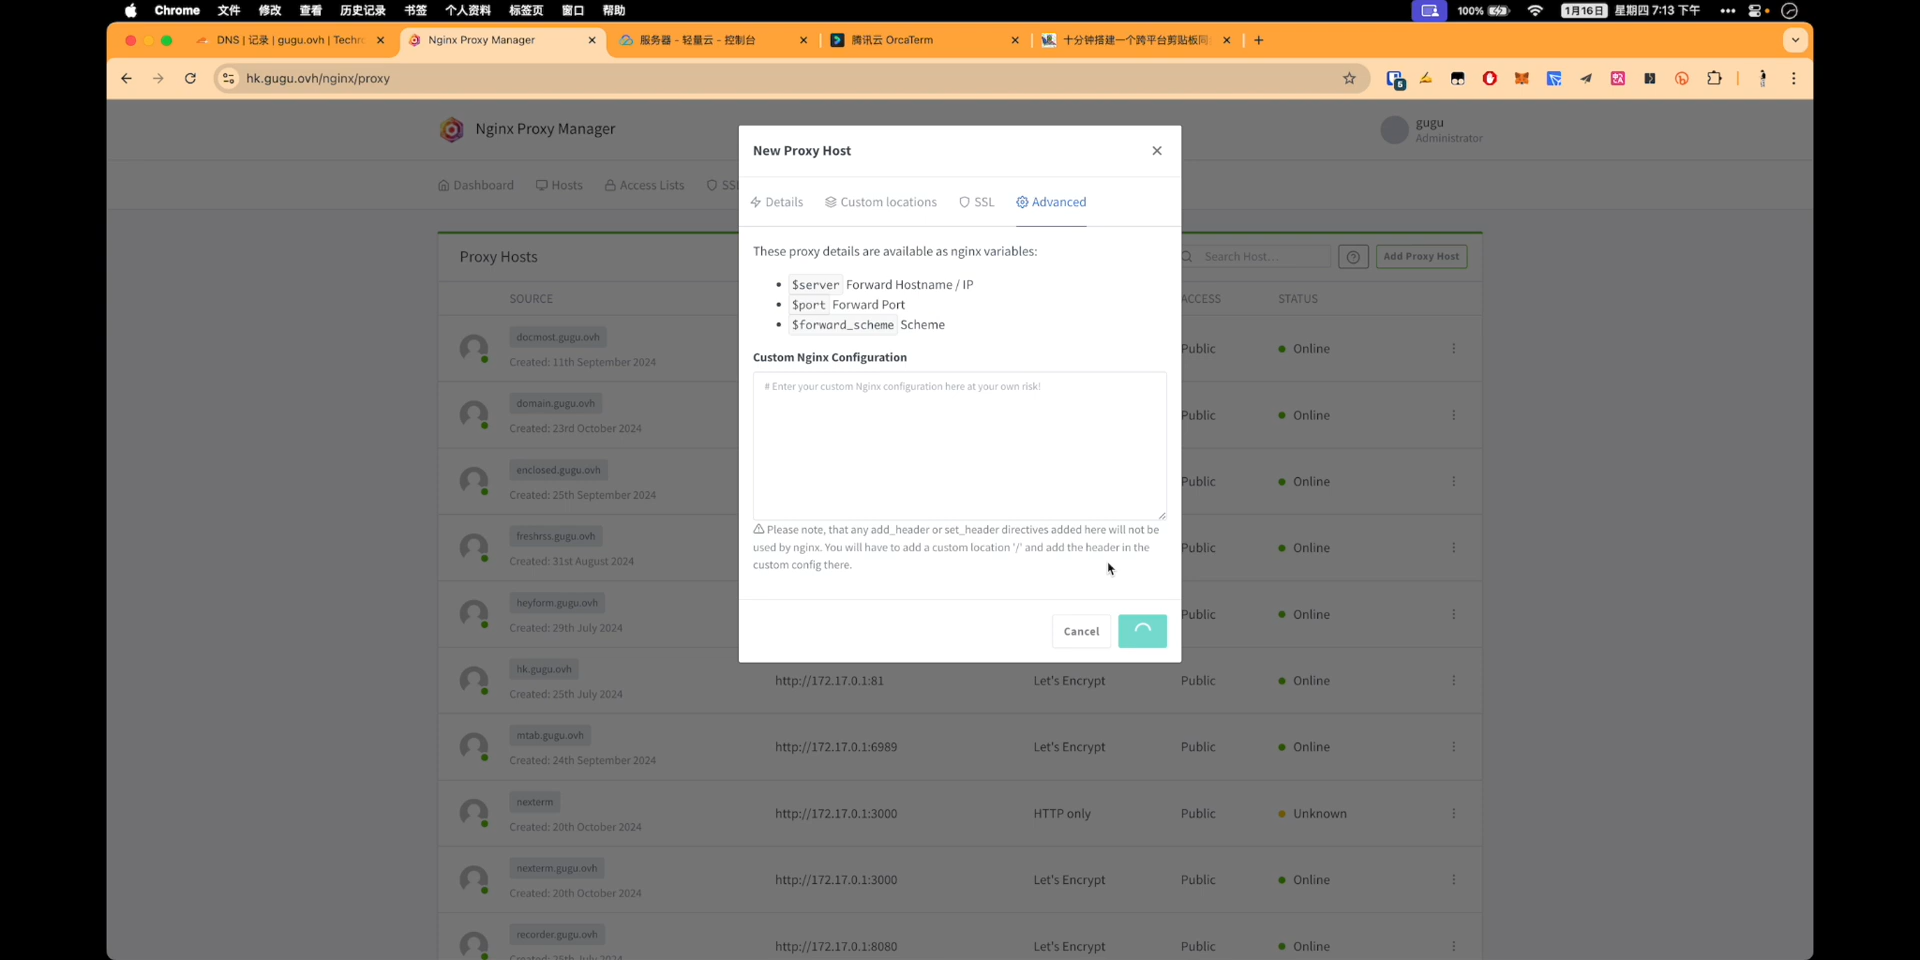 Chrome 文件 修改 查看 历史记录 书签 个人资料 标签页 窗口 帮助 100% 1月16日 星期四 7:13 下午
DNS | 记录 | gugu.ovh | Techr Nginx Proxy Manager 服务器 - 轻量云 - 控制台 腾讯云 OrcaTerm 十分钟搭建一个跨平台剪贴板同
hk.gugu.ovh/nginx/proxy
Nginx Proxy Manager
gugu
Administrator
Dashboard Hosts Access Lists SSL
New Proxy Host
Details Custom locations SSL Advanced
These proxy details are available as nginx variables:
$server Forward Hostname / IP
$port Forward Port
$forward_scheme Scheme
Custom Nginx Configuration
# Enter your custom Nginx configuration here at your own risk!
Please note, that any add_header or set_header directives added here will not be
used by nginx. You will have to add a custom location '/' and add the header in the
custom config there.
Cancel
Proxy Hosts Search Host... Add Proxy Host
SOURCE ACCESS STATUS
docmost.gugu.ovh
Created: 11th September 2024 Public Online
domain.gugu.ovh
Created: 23rd October 2024 Public Online
enclosed.gugu.ovh
Created: 25th September 2024 Public Online
freshrss.gugu.ovh
Created: 31st August 2024 Public Online
heyform.gugu.ovh
Created: 29th July 2024 Public Online
hk.gugu.ovh
Created: 25th July 2024 http://172.17.0.1:81 Let's Encrypt Public Online
mtab.gugu.ovh
Created: 24th September 2024 http://172.17.0.1:6989 Let's Encrypt Public Online
nexterm
Created: 20th October 2024 http://172.17.0.1:3000 HTTP only Public Unknown
nexterm.gugu.ovh
Created: 20th October 2024 http://172.17.0.1:3000 Let's Encrypt Public Online
recorder.gugu.ovh
http://172.17.0.1:8080 Let's Encrypt Public Online